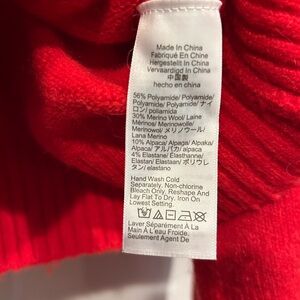 Made In China
Fabriqué En Chine
Hergestellt In China
Vervaardigd In China
中国製
hecho en china
56% Polyamide/ Polyamide/
Polyamide/ Polyamide/ ナイ
ロン/ poliamida
30% Merino Wool/ Laine
Mérinos/ Merinowolle/
Merinowol/ メリノウール/
Lana Merino
10% Alpaca/ Alpaga/ Alpaka/
Alpaca/ アルパカ/ alpaca
4% Elastane/ Elasthanne/
Elastan/ Elastaan/ ポリウレ
タン/ elastano
Hand Wash Cold
Separately. Non-chlorine
Bleach Only. Reshape And
Lay Flat To Dry. Iron On
Lowest Setting.
Laver Séparément À La
Main À L'eau Froide.
Seulement Agent De